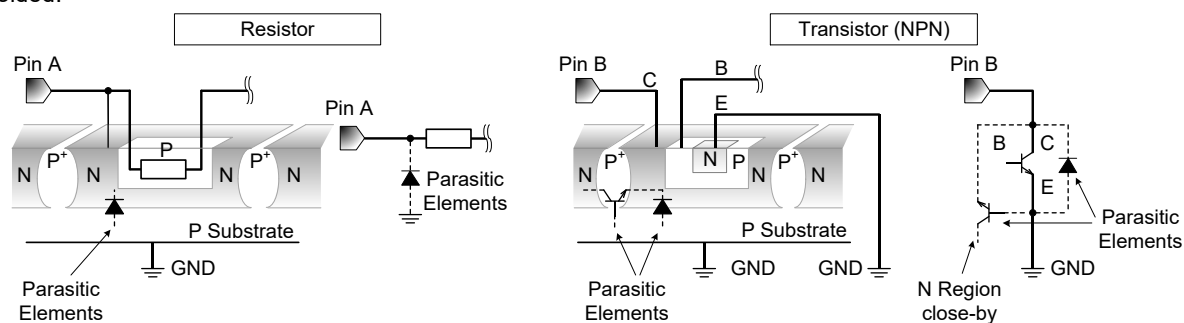 Resistor
Pin A
N
P+
N
P
N
P+
N
Parasitic
Elements
P Substrate
GND
Pin A
Parasitic
Elements
Transistor (NPN)
Pin B
C
B
E
N
P+
N
N
P
N
P+
N
Parasitic
Elements
P Substrate
GND
GND
Pin B
B
C
E
Parasitic
Elements
GND
N Region
close-by